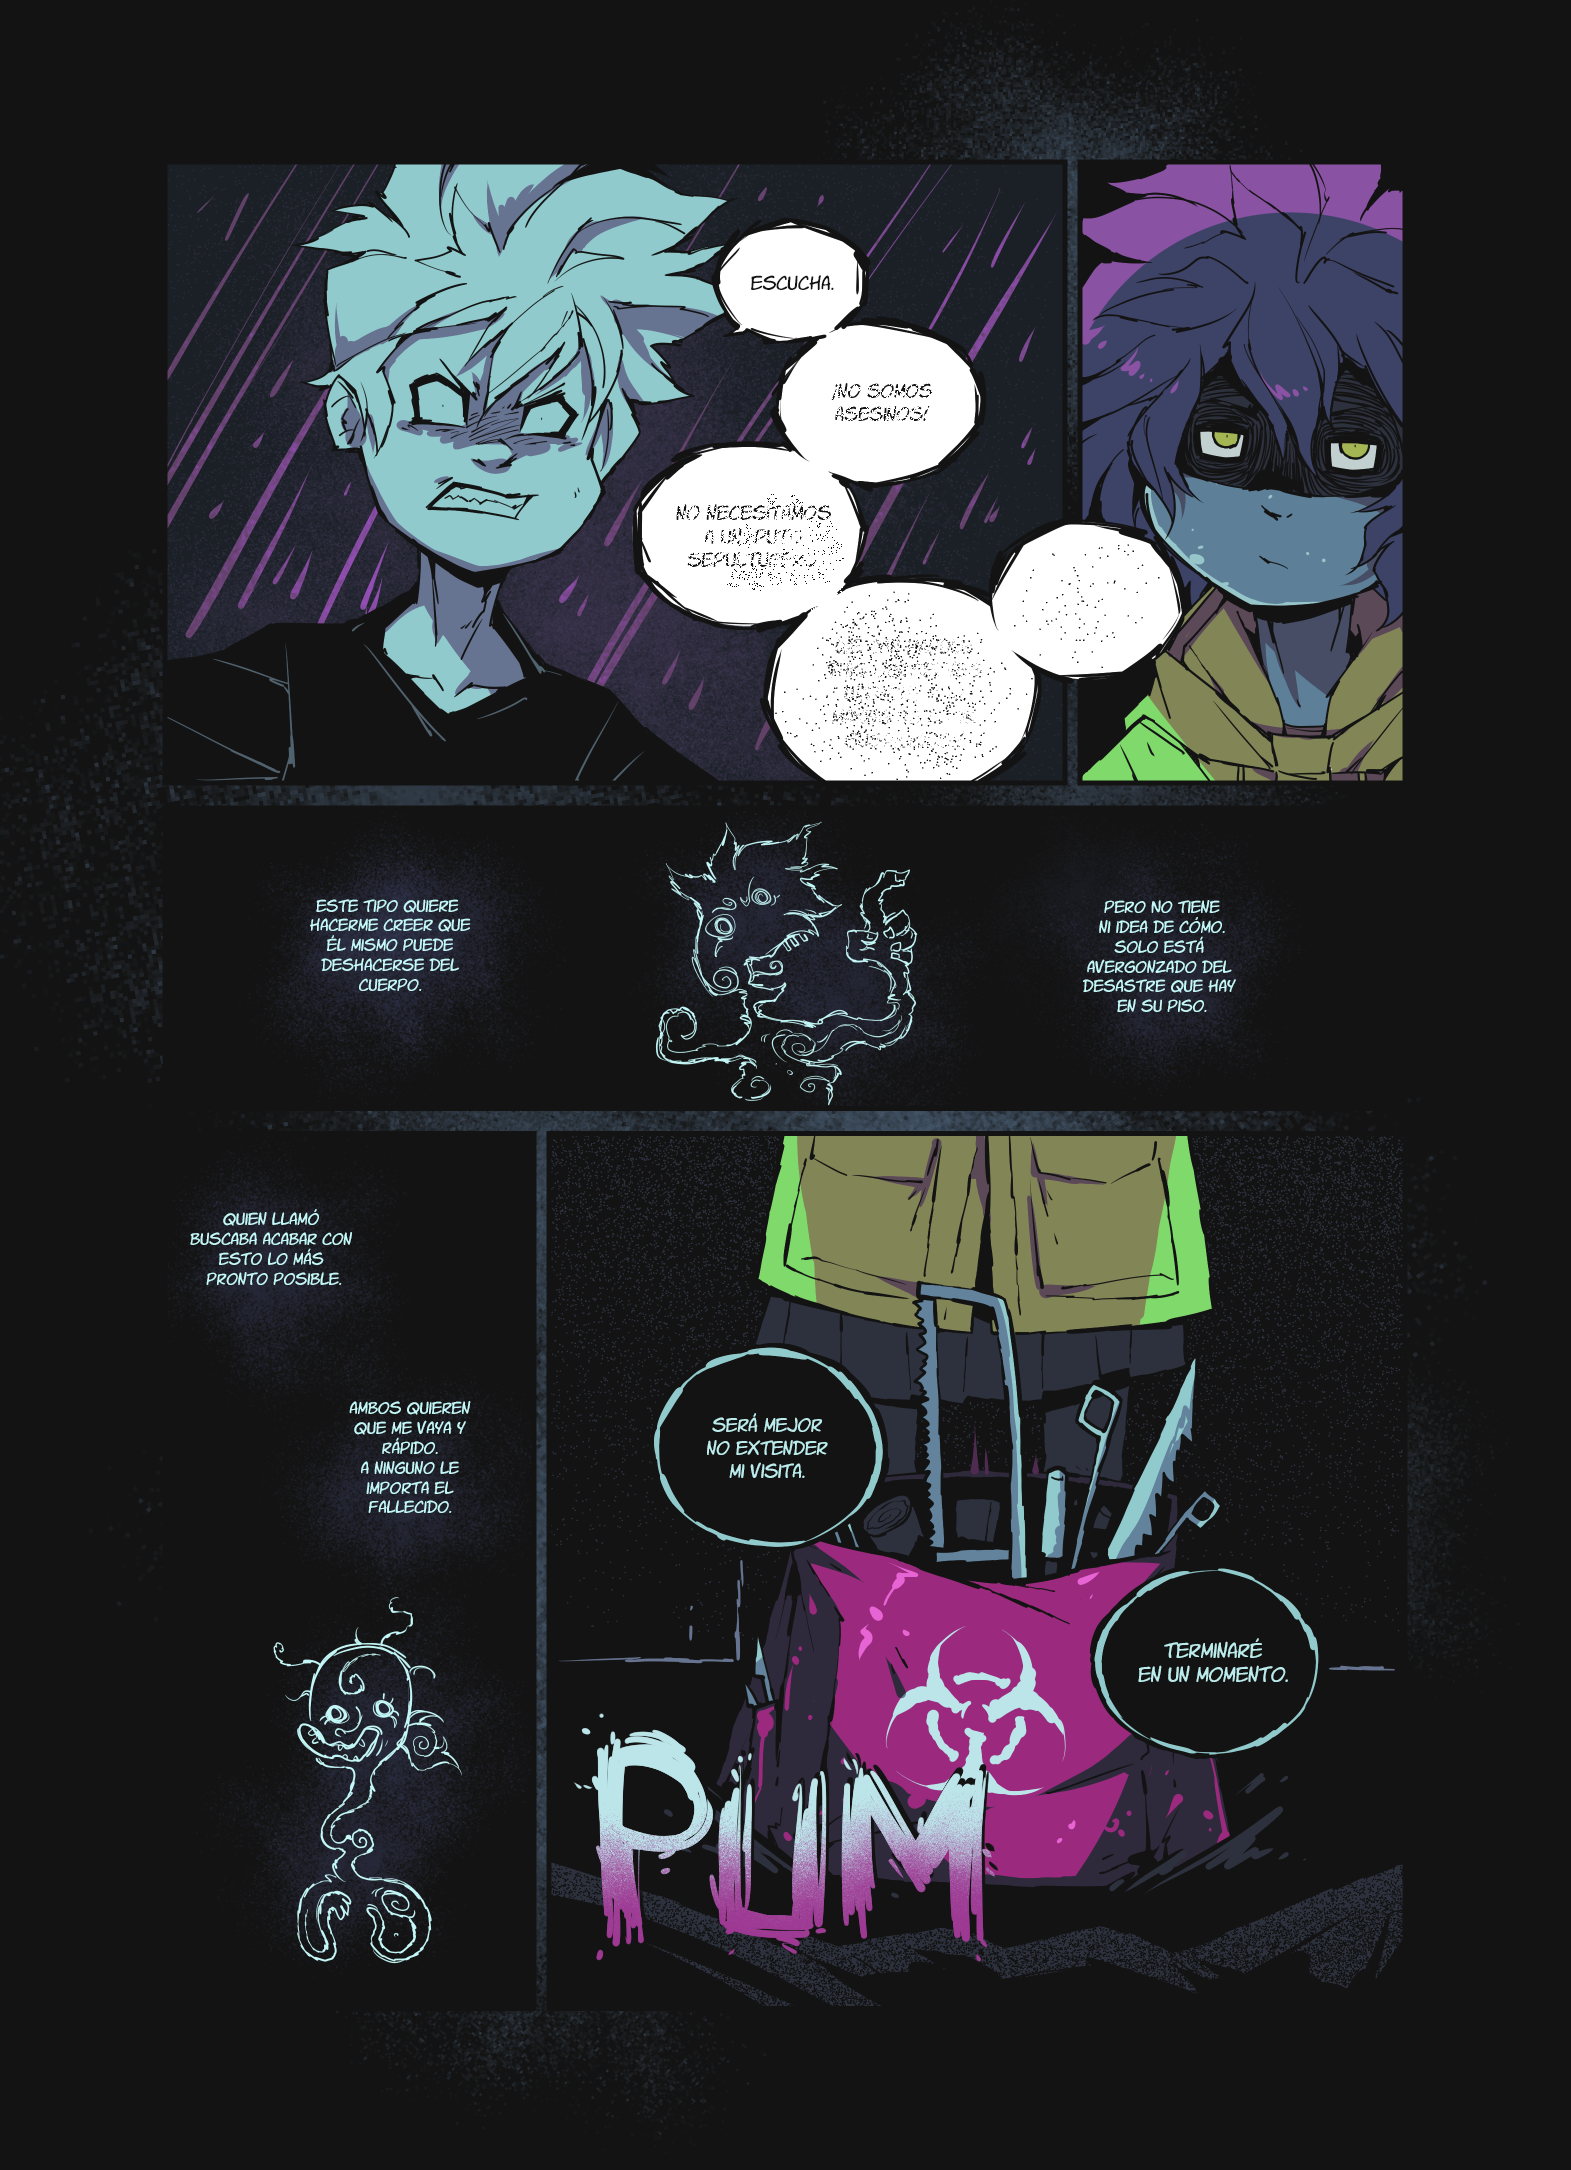 ESCUCHA.
¡NO SOMOS
ASESINOS!
NO NECESITAMOS
A UN PUTO
SEPULTURERO
ESTE TIPO QUIERE
HACERME CREER QUE
ÉL MISMO PUEDE
DESHACERSE DEL
CUERPO.
PERO NO TIENE
NI IDEA DE CÓMO.
SOLO ESTÁ
AVERGONZADO DEL
DESASTRE QUE HAY
EN SU PISO.
QUIEN LLAMÓ
BUSCABA ACABAR CON
ESTO LO MÁS
PRONTO POSIBLE.
AMBOS QUIEREN
QUE ME VAYA Y
RÁPIDO.
A NINGUNO LE
IMPORTA EL
FALLECIDO.
SERÁ MEJOR
NO EXTENDER
MI VISITA.
TERMINARÉ
EN UN MOMENTO.
PUM